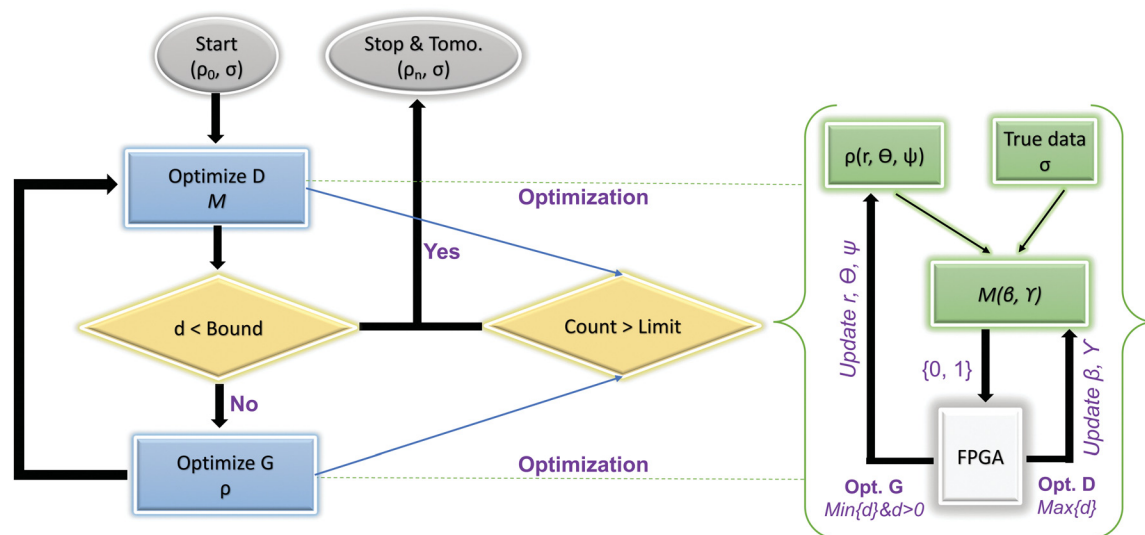 Start
(ρ₀, σ)
Stop & Tomo.
(ρₙ, σ)
Optimize D
M
Optimization
Yes
d < Bound
Count > Limit
No
Optimize G
ρ
Optimization
ρ(r, Ө, ψ)
True data
σ
M(β, ϒ)
Update r, Ө, ψ
{0, 1}
Update β, ϒ
FPGA
Opt. G
Min{d}&d>0
Opt. D
Max{d}